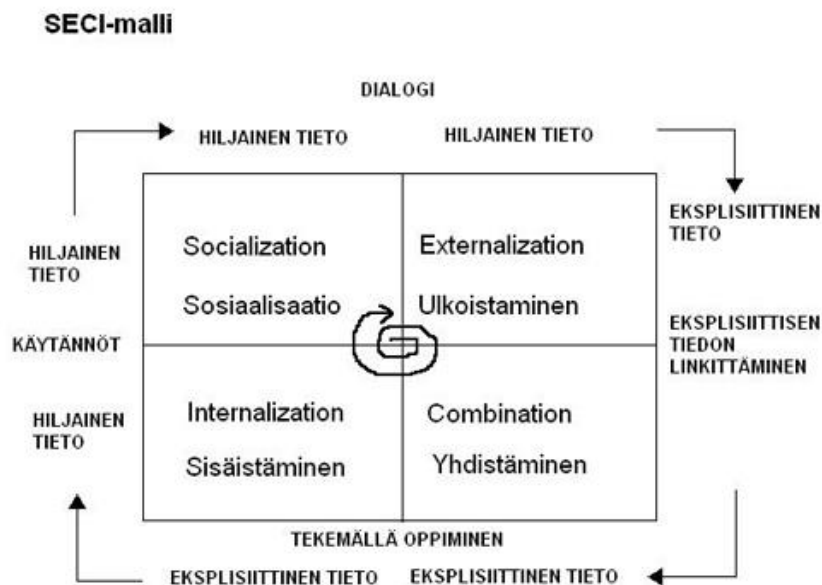 SECI-malli
DIALOGI
HILJAINEN TIETO
HILJAINEN TIETO
EKSPLISIITTINEN
TIETO
HILJAINEN
TIETO
Socialization
Sosiaalisaatio
Externalization
Ulkoistaminen
KÄYTÄNNÖT
EKSPLISIITTISEN
TIEDON
LINKITTÄMINEN
HILJAINEN
TIETO
Internalization
Sisäistäminen
Combination
Yhdistäminen
TEKEMÄLLÄ OPPIMINEN
EKSPLISIITTINEN TIETO
EKSPLISIITTINEN TIETO